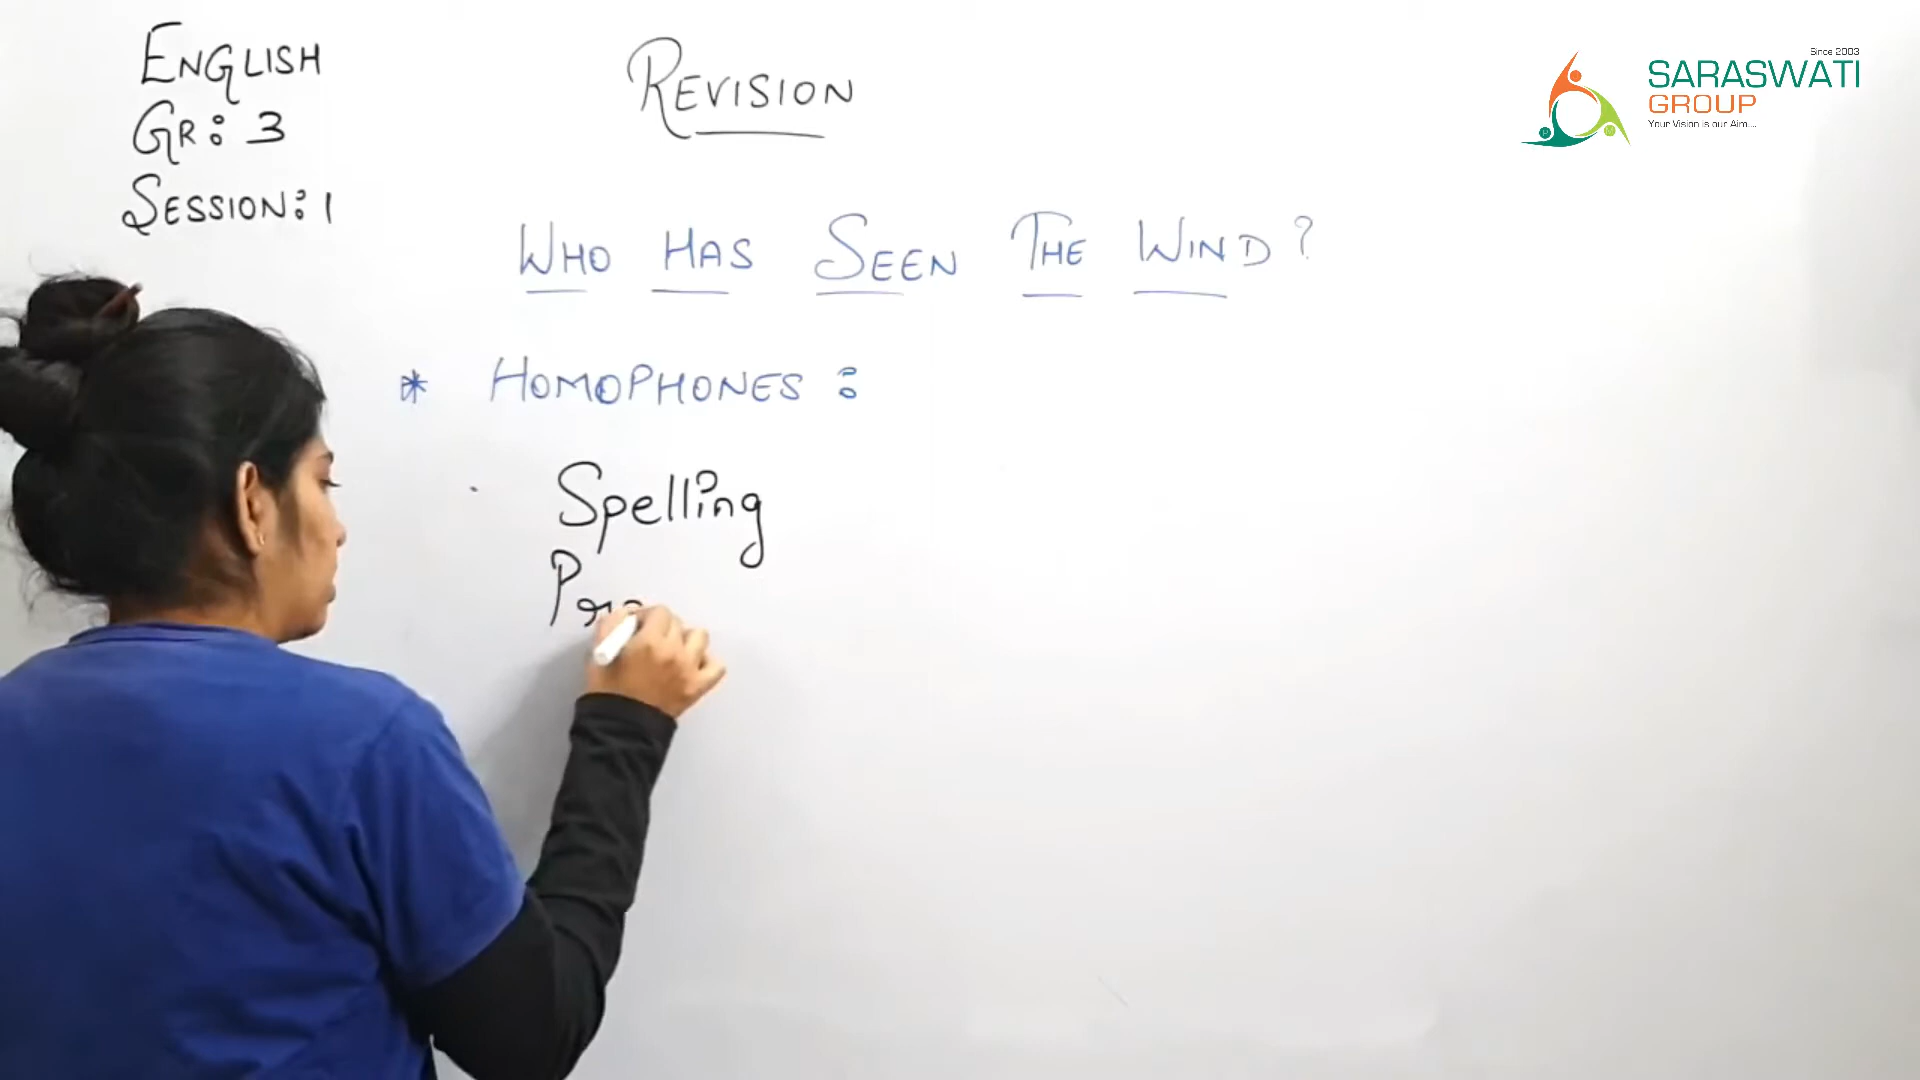 ENGLISH
GR: 3
SESSION: 1
REVISION
Since 2003
SARASWATI
GROUP
Your Vision is our Aim....
WHO HAS SEEN THE WIND?
* HOMOPHONES :
Spelling
Pro